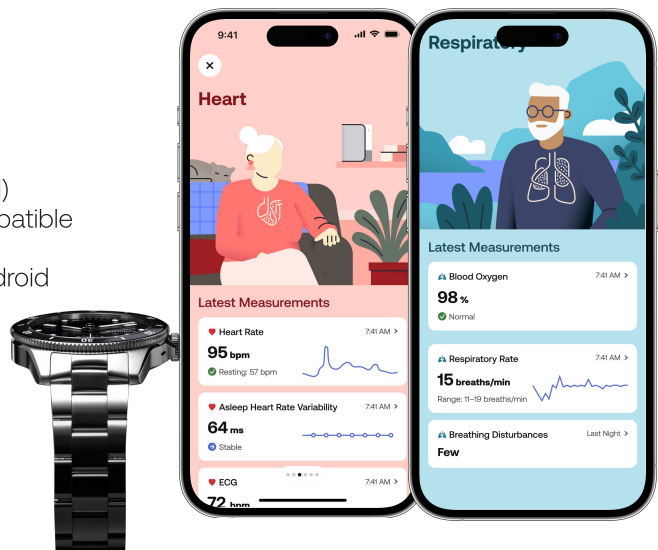 )
patible
droid
9:41
Heart
Latest Measurements
Heart Rate
7:41 AM
95 bpm
Resting: 57 bpm
Asleep Heart Rate Variability
7:41 AM
64 ms
Stable
ECG
7:41 AM
72 bpm
Respiratory
Latest Measurements
Blood Oxygen
7:41 AM
98 %
Normal
Respiratory Rate
7:41 AM
15 breaths/min
Range: 11–19 breaths/min
Breathing Disturbances
Last Night
Few